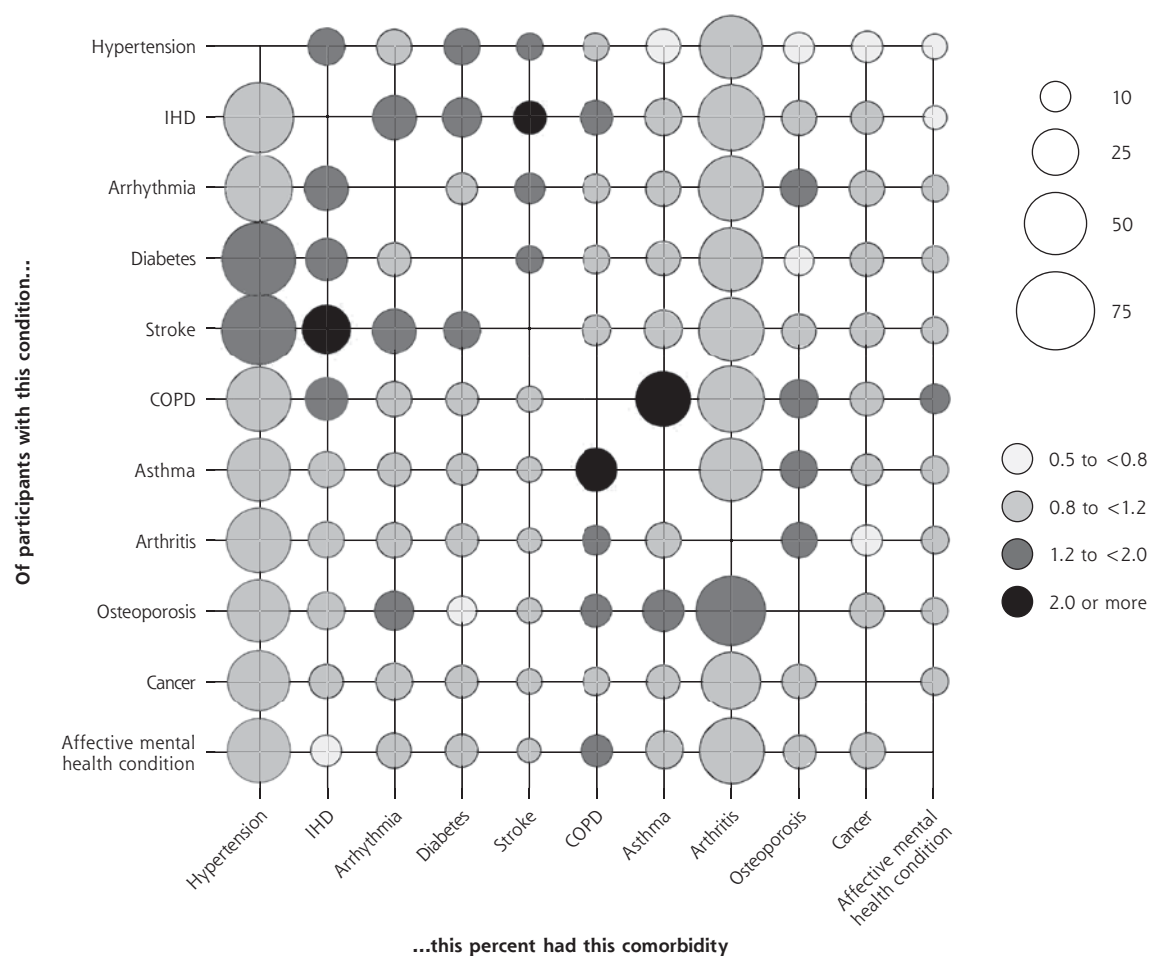 Hypertension
IHD
Arrhythmia
Diabetes
Stroke
COPD
Asthma
Arthritis
Osteoporosis
Cancer
Affective mental
health condition
Of participants with this condition...
10
25
50
75
0.5 to <0.8
0.8 to <1.2
1.2 to <2.0
2.0 or more
Hypertension
IHD
Arrhythmia
Diabetes
Stroke
COPD
Asthma
Arthritis
Osteoporosis
Cancer
Affective mental
health condition
...this percent had this comorbidity